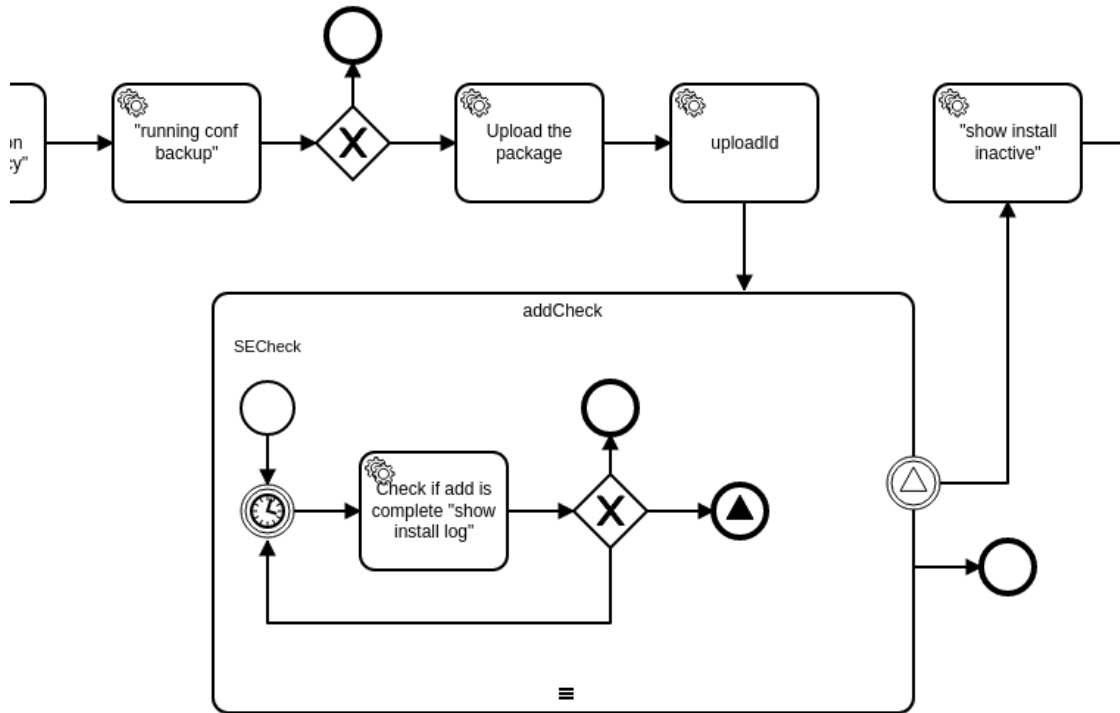 "running conf
backup"
Upload the
package
uploadId
"show install
inactive"
addCheck
SECheck
Check if add is
complete "show
install log"